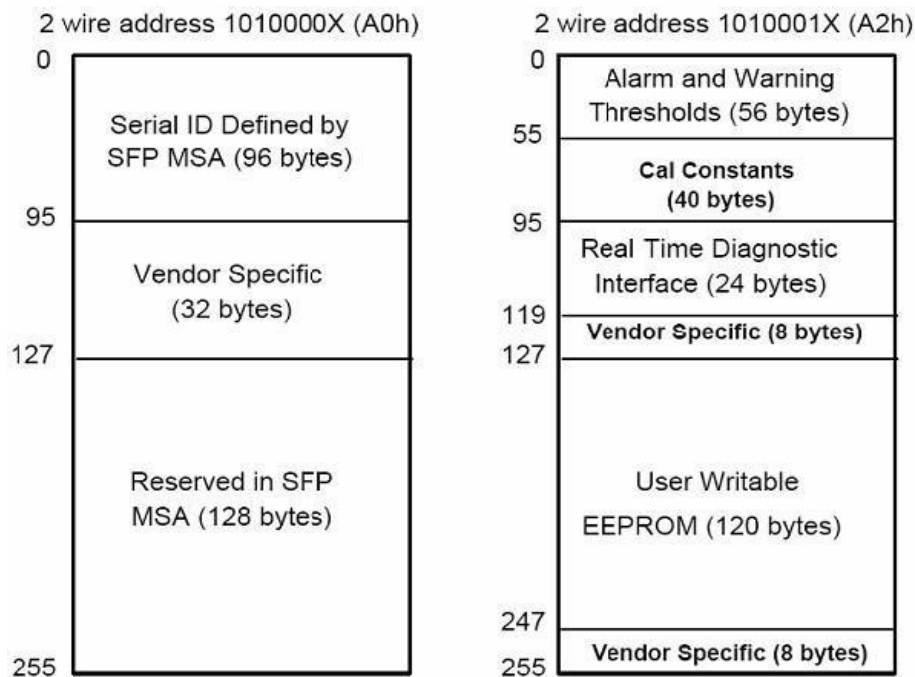 2 wire address 1010000X (A0h)
0
Serial ID Defined by
SFP MSA (96 bytes)
95
Vendor Specific
(32 bytes)
127
Reserved in SFP
MSA (128 bytes)
255
2 wire address 1010001X (A2h)
0
Alarm and Warning
Thresholds (56 bytes)
55
Cal Constants
(40 bytes)
95
Real Time Diagnostic
Interface (24 bytes)
119
Vendor Specific (8 bytes)
127
User Writable
EEPROM (120 bytes)
247
Vendor Specific (8 bytes)
255